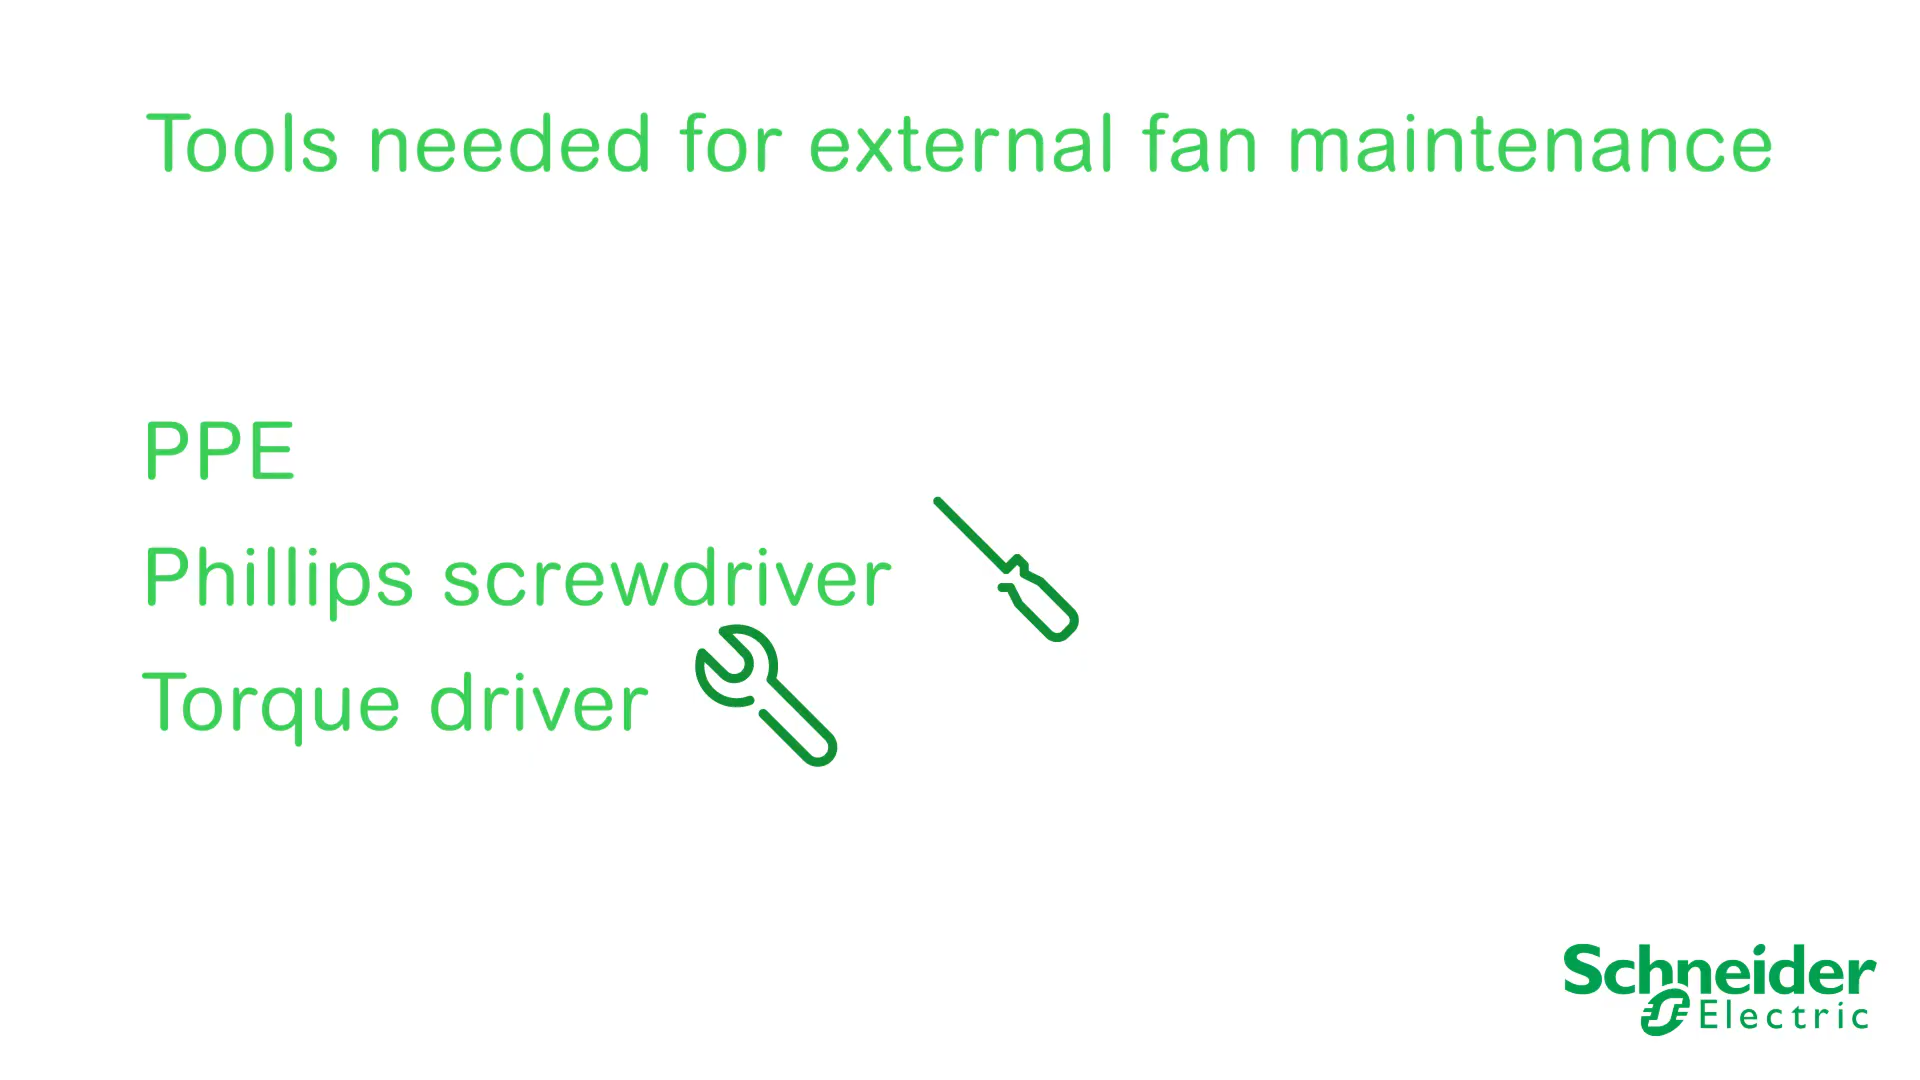 Tools needed for external fan maintenance
PPE
Phillips screwdriver
Torque driver
Schneider
Electric